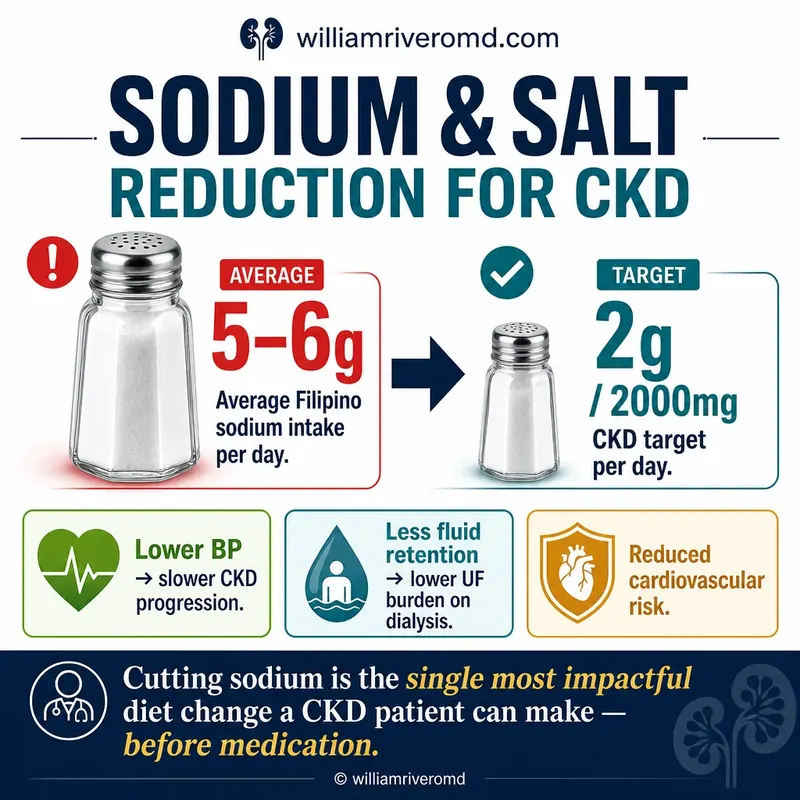 williamriveromd.com
SODIUM & SALT
REDUCTION FOR CKD
!
AVERAGE
5–6g
Average Filipino
sodium intake
per day.
TARGET
2g
/ 2000mg
CKD target
per day.
Lower BP
→ slower CKD
progression.
Less fluid
retention
→ lower UF
burden on
dialysis.
Reduced
cardiovascular
risk.
Cutting sodium is the single most impactful
diet change a CKD patient can make —
before medication.
© williamriveromd